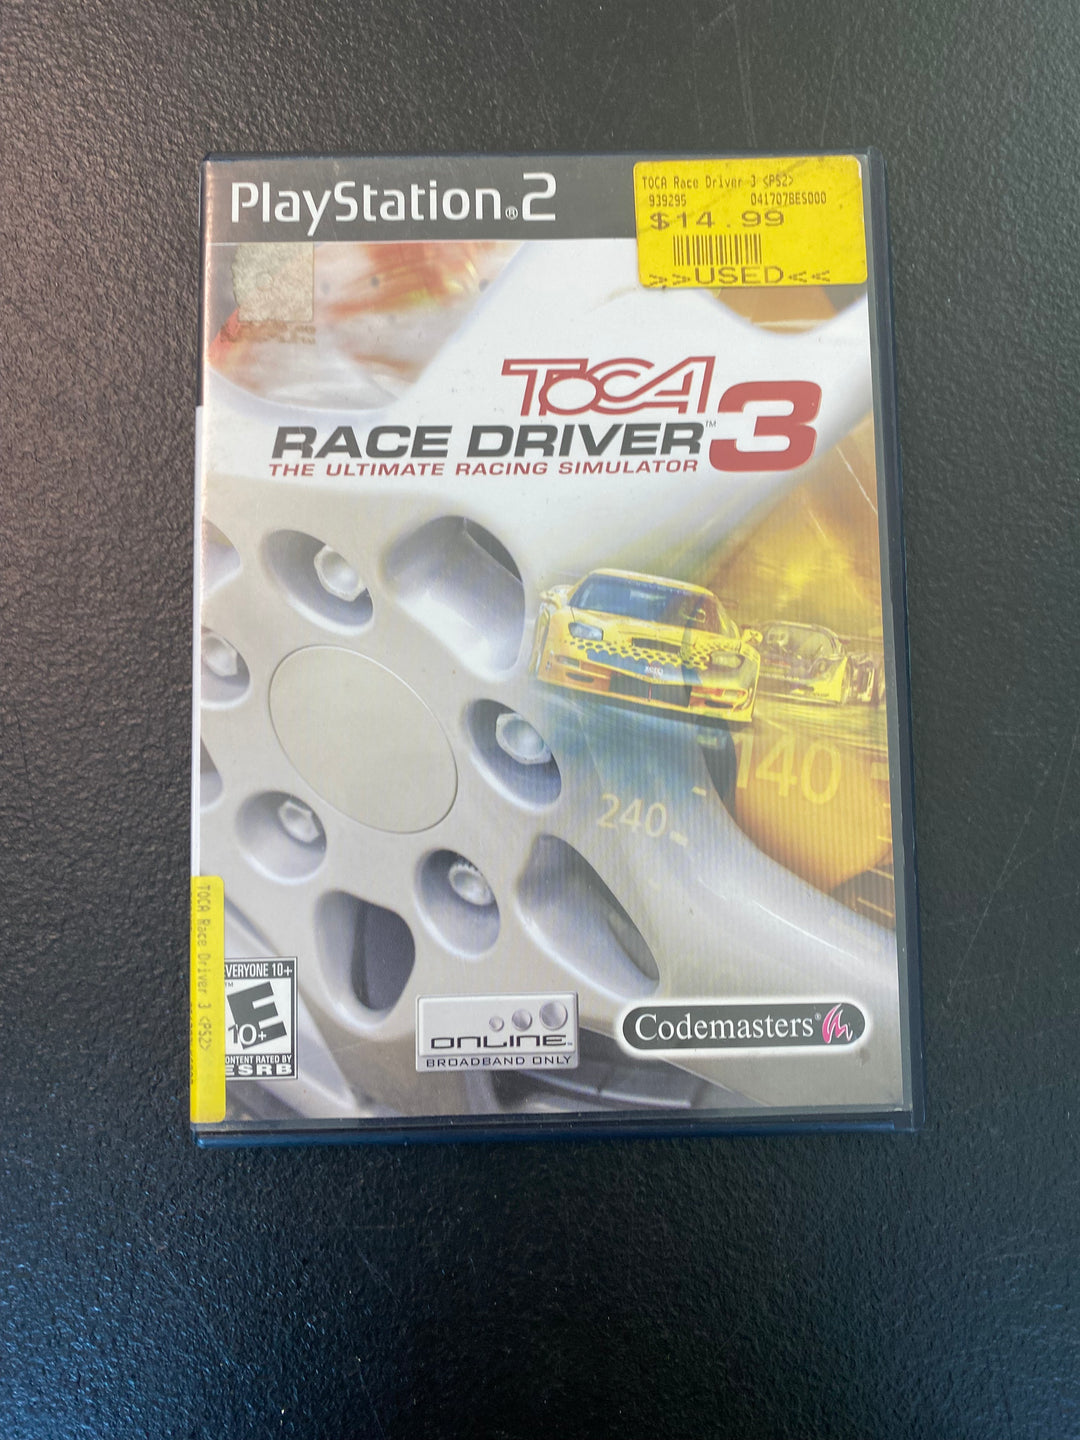 PlayStation®2
TOCA Race Driver 3 <PS2>
939295 041707BES000
$14.99
>>USED<<
TOCA
RACE DRIVER™ 3
THE ULTIMATE RACING SIMULATOR
140
240
TOCA Race Driver 3 <PS2>
EVERYONE 10+
E
10+
CONTENT RATED BY
ESRB
ONLINE™
BROADBAND ONLY
Codemasters®